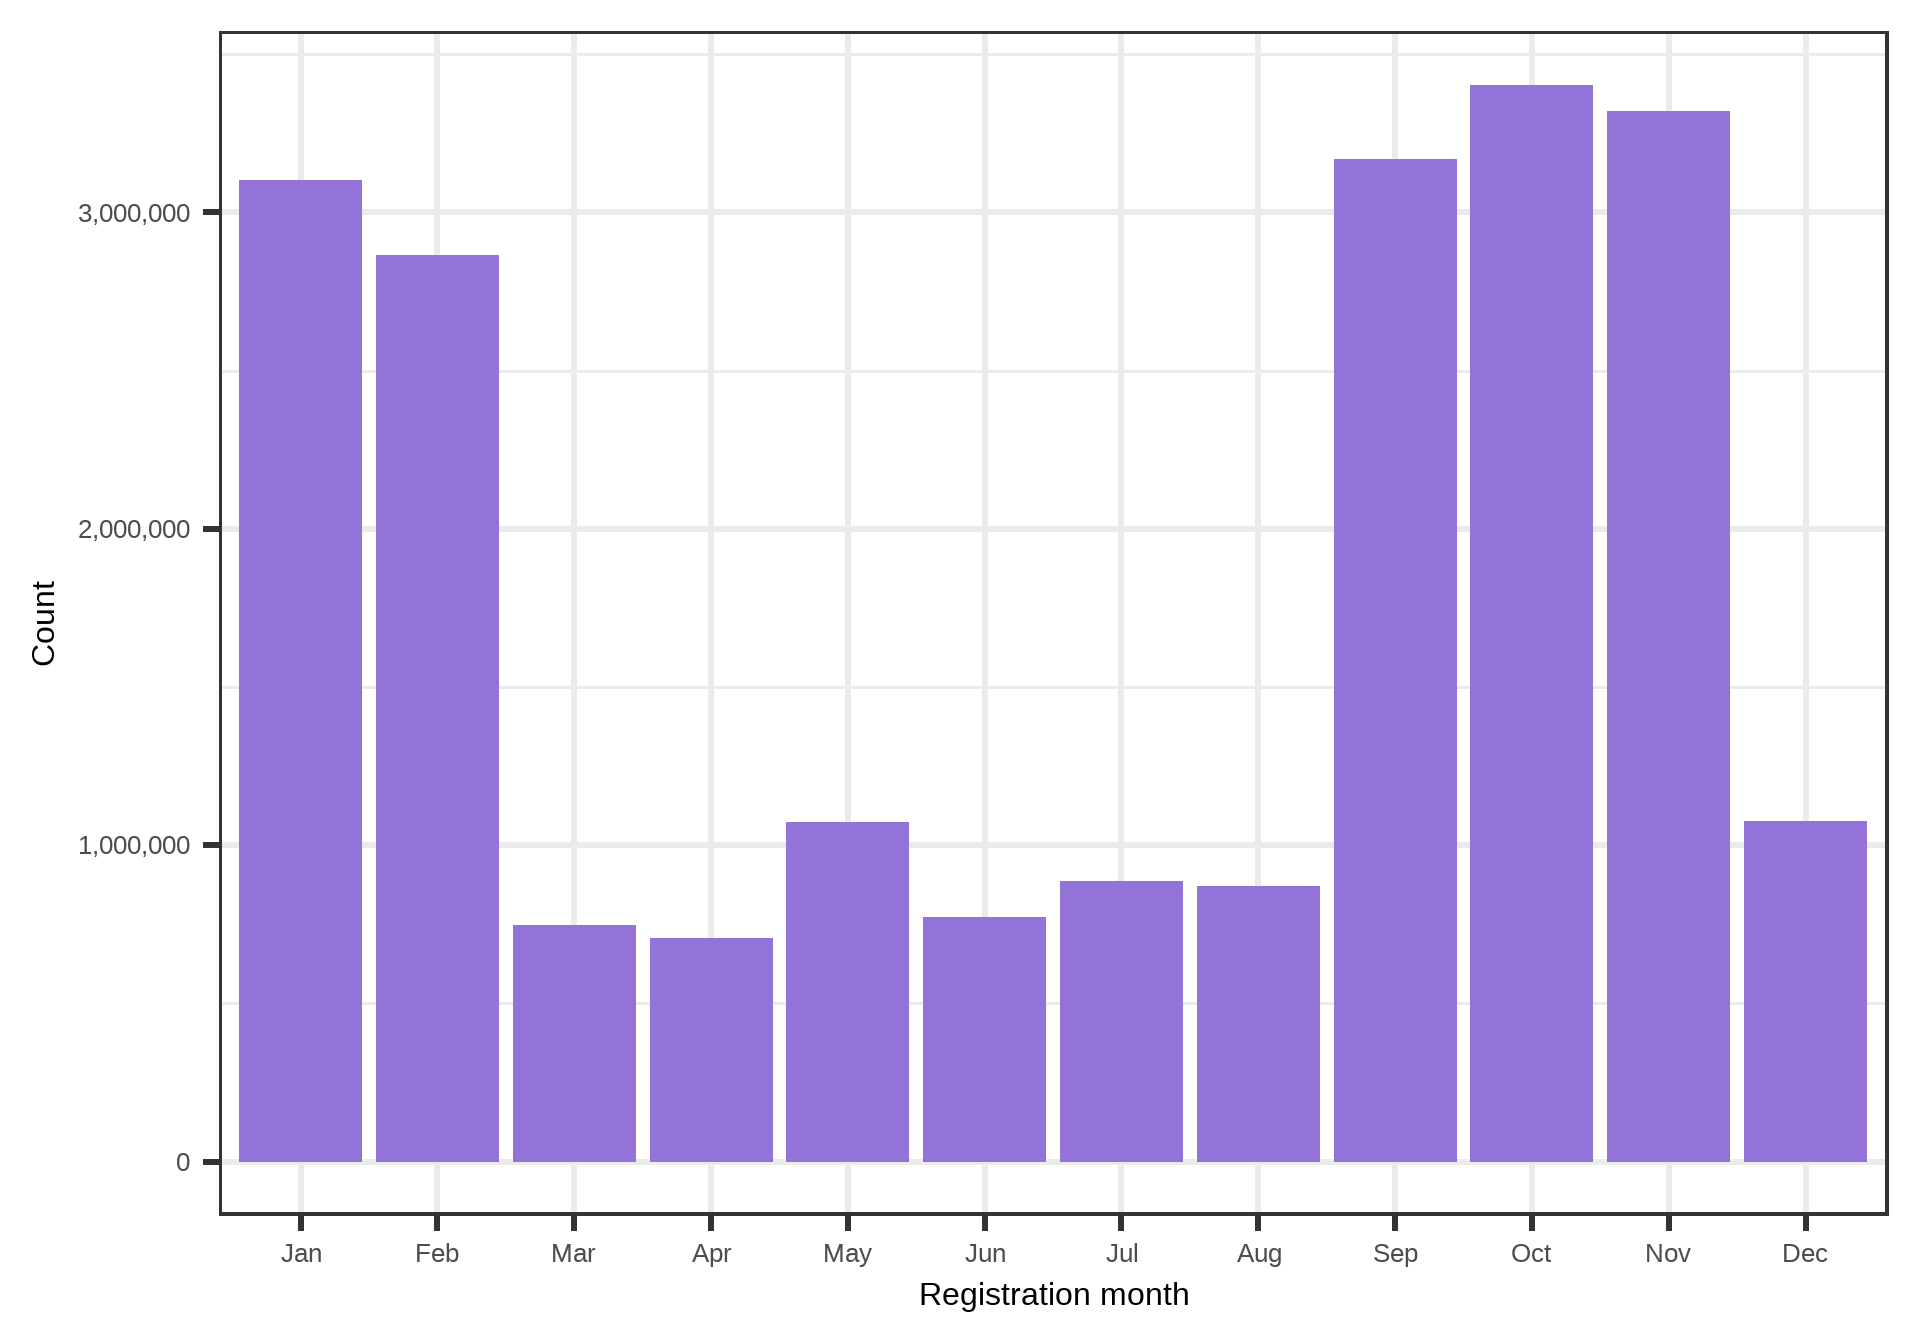 3,000,000
2,000,000
1,000,000
0
Count
Jan Feb Mar Apr May Jun Jul Aug Sep Oct Nov Dec
Registration month